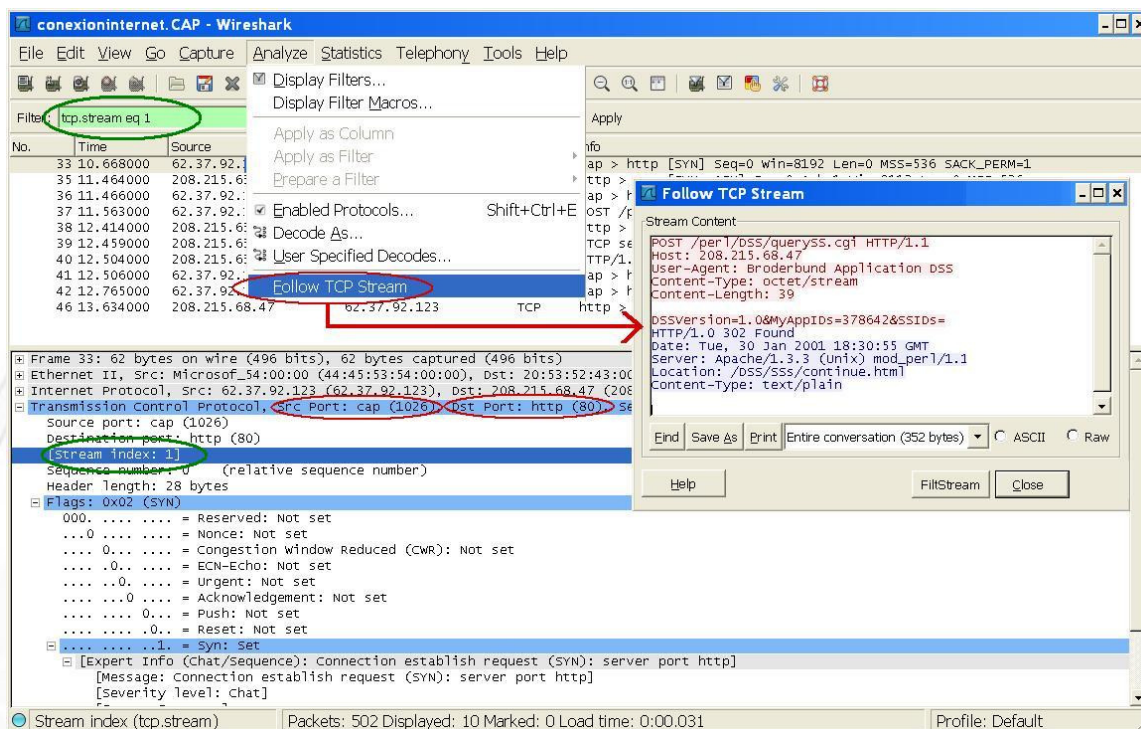 conexioninternet.CAP - Wireshark
File Edit View Go Capture Analyze Statistics Telephony Tools Help
Display Filters...
Display Filter Macros...
Apply as Column
Apply as Filter
Prepare a Filter
Enabled Protocols... Shift+Ctrl+E
Decode As...
User Specified Decodes...
Follow TCP Stream
Filter: tcp.stream eq 1 Apply
No. Time Source nfo
33 10.668000 62.37.92. ap > http [SYN] Seq=0 Win=8192 Len=0 MSS=536 SACK_PERM=1
35 11.464000 208.215.6 ttp >
36 11.466000 62.37.92. ap > h
37 11.563000 62.37.92. OST /p
38 12.414000 208.215.6 ttp >
39 12.459000 208.215.6 TCP se
40 12.504000 208.215.6 TTP/1.
41 12.506000 62.37.92. ap > h
42 12.765000 62.37.92. ap > h
46 13.634000 208.215.68.47 62.37.92.123 TCP http >
Follow TCP Stream
Stream Content
POST /perl/DSS/querySS.cgi HTTP/1.1
Host: 208.215.68.47
User-Agent: Broderbund Application DSS
Content-Type: octet/stream
Content-Length: 39
DSSVersion=1.0&MyAppIDs=378642&SSIDs=
HTTP/1.0 302 Found
Date: Tue, 30 Jan 2001 18:30:55 GMT
Server: Apache/1.3.3 (Unix) mod_perl/1.1
Location: /DSS/SSs/continue.html
Content-Type: text/plain
Find Save As Print Entire conversation (352 bytes) ASCII Raw
Help FiltStream Close
Frame 33: 62 bytes on wire (496 bits), 62 bytes captured (496 bits)
Ethernet II, Src: Microsof_54:00:00 (44:45:53:54:00:00), Dst: 20:53:52:43:00
Internet Protocol, Src: 62.37.92.123 (62.37.92.123), Dst: 208.215.68.47 (208
Transmission Control Protocol, Src Port: cap (1026), Dst Port: http (80), Se
Source port: cap (1026)
Destination port: http (80)
[Stream index: 1]
Sequence number: 0 (relative sequence number)
Header length: 28 bytes
Flags: 0x02 (SYN)
000. .... .... = Reserved: Not set
...0 .... .... = Nonce: Not set
.... 0... .... = Congestion Window Reduced (CWR): Not set
.... .0.. .... = ECN-Echo: Not set
.... ..0. .... = Urgent: Not set
.... ...0 .... = Acknowledgement: Not set
.... .... 0... = Push: Not set
.... .... .0.. = Reset: Not set
.... .... ..1. = Syn: Set
[Expert Info (Chat/Sequence): Connection establish request (SYN): server port http]
[Message: Connection establish request (SYN): server port http]
[Severity level: Chat]
Stream index (tcp.stream) Packets: 502 Displayed: 10 Marked: 0 Load time: 0:00.031 Profile: Default